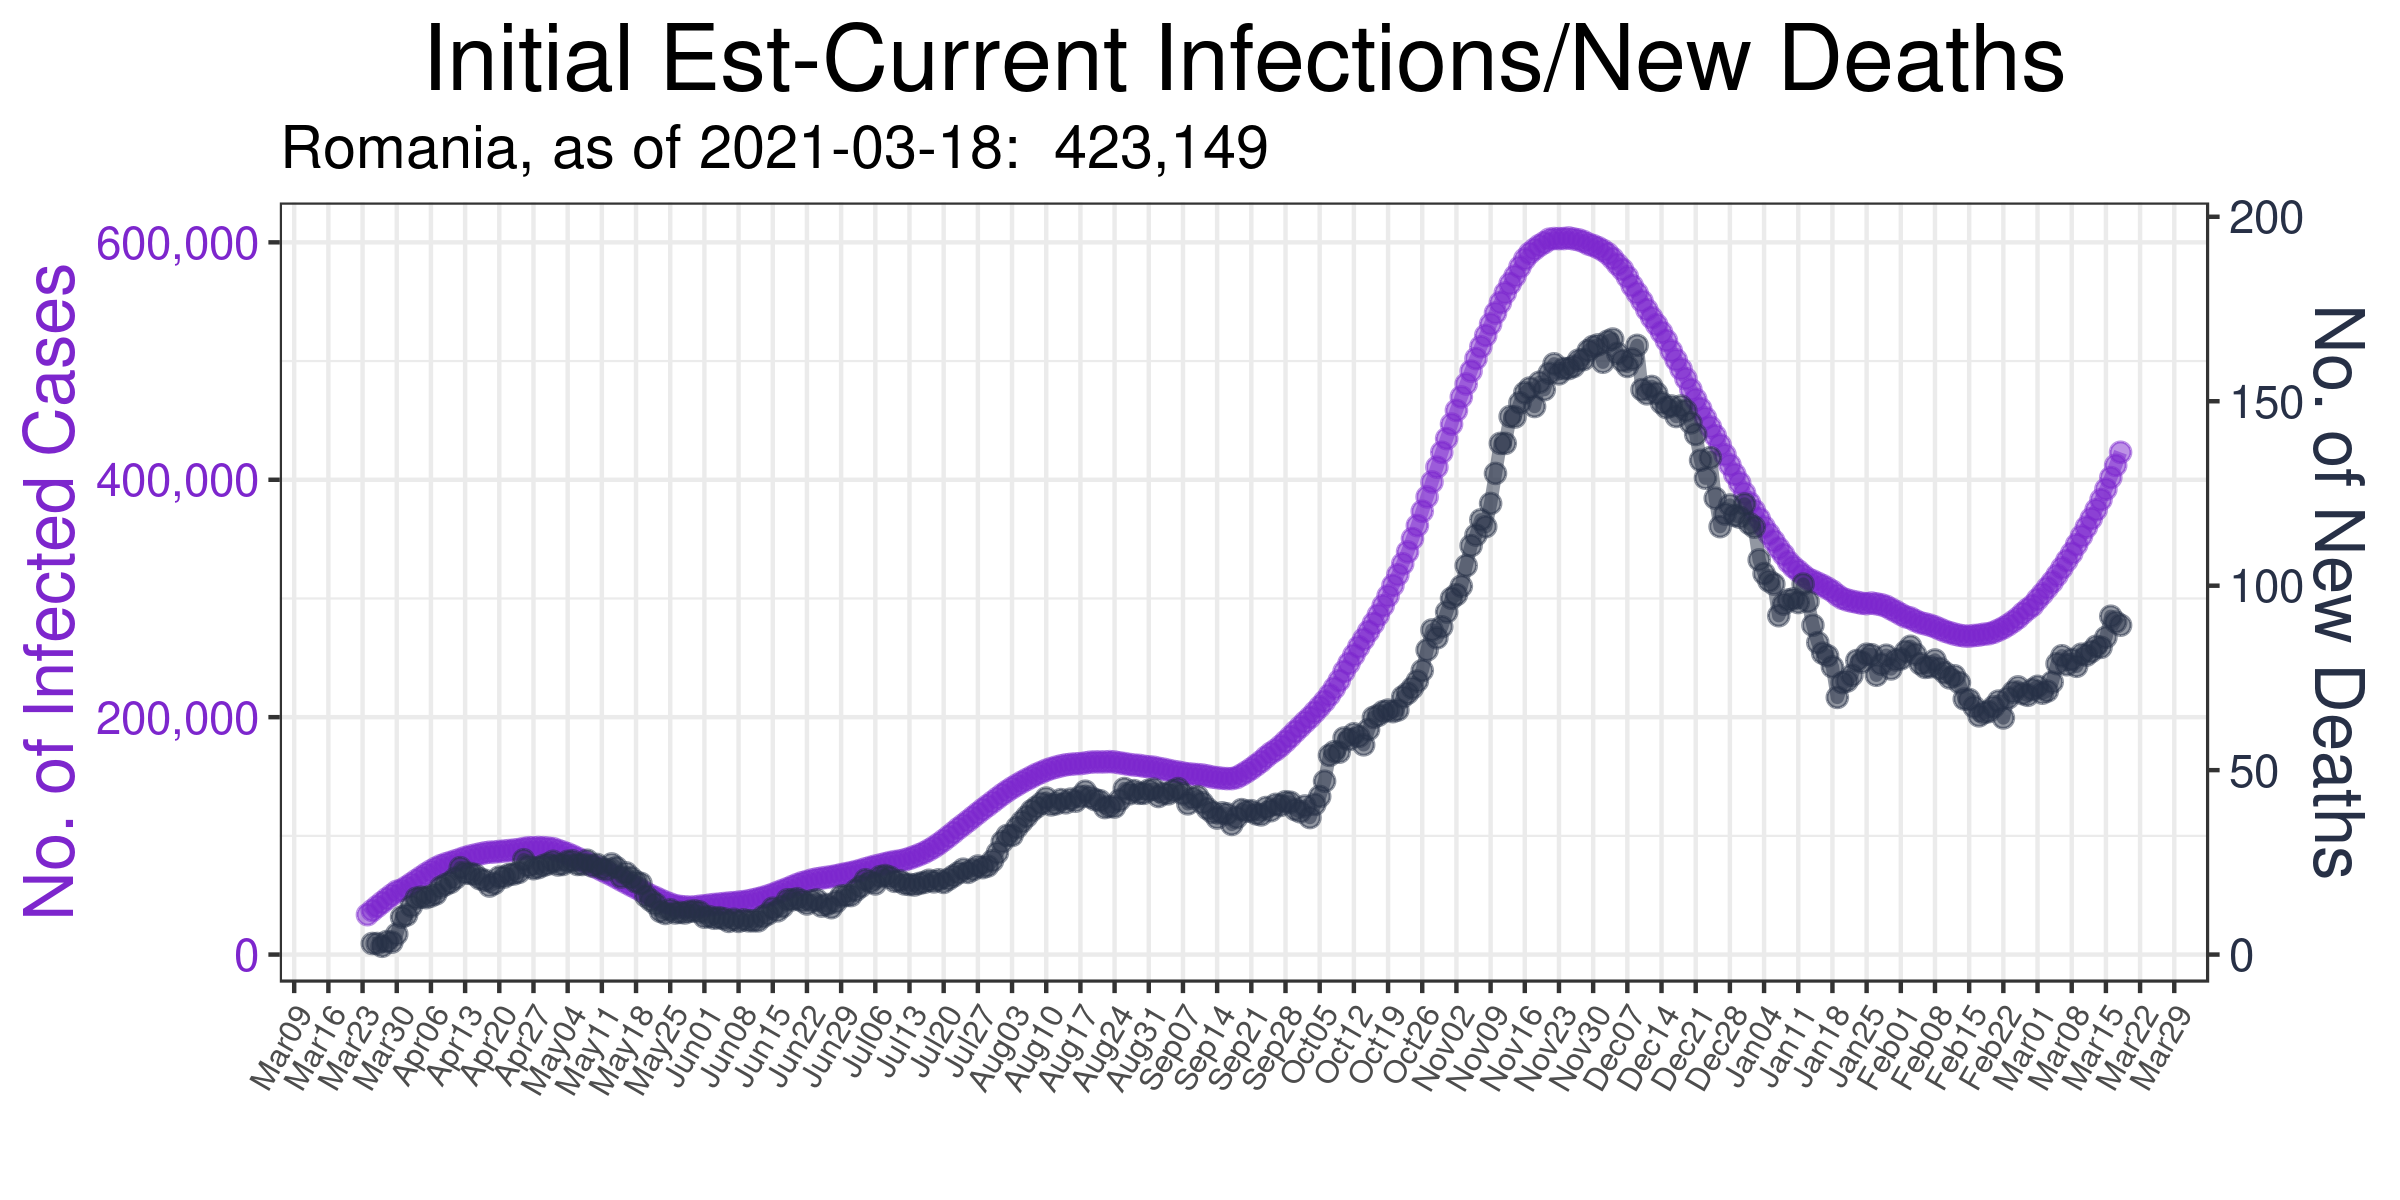 Initial Est-Current Infections/New Deaths
Romania, as of 2021-03-18:  423,149
No. of Infected Cases
600,000
400,000
200,000
0
200
150
100
50
0
No. of New Deaths
Mar09
Mar16
Mar23
Mar30
Apr06
Apr13
Apr20
Apr27
May04
May11
May18
May25
Jun01
Jun08
Jun15
Jun22
Jun29
Jul06
Jul13
Jul20
Jul27
Aug03
Aug10
Aug17
Aug24
Aug31
Sep07
Sep14
Sep21
Sep28
Oct05
Oct12
Oct19
Oct26
Nov02
Nov09
Nov16
Nov23
Nov30
Dec07
Dec14
Dec21
Dec28
Jan04
Jan11
Jan18
Jan25
Feb01
Feb08
Feb15
Feb22
Mar01
Mar08
Mar15
Mar22
Mar29